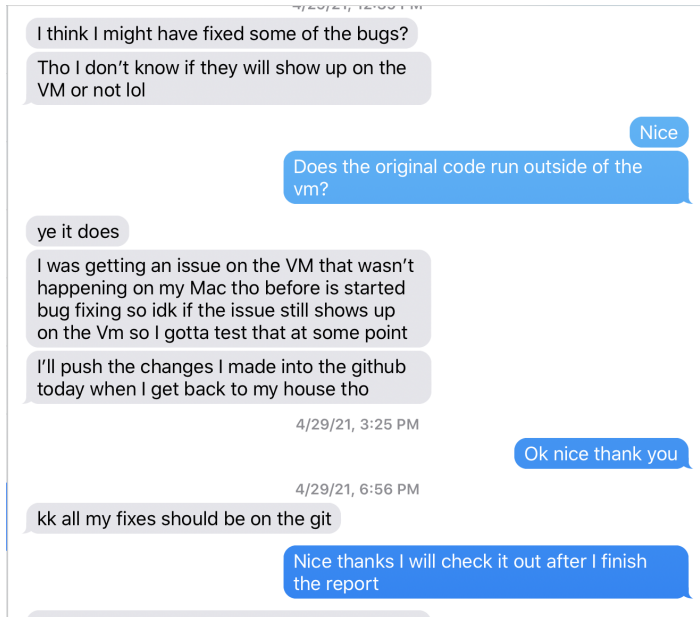 I think I might have fixed some of the bugs?
Tho I don't know if they will show up on the
VM or not lol
Nice
Does the original code run outside of the
vm?
ye it does
I was getting an issue on the VM that wasn't
happening on my Mac tho before is started
bug fixing so idk if the issue still shows up
on the Vm so I gotta test that at some point
I'll push the changes I made into the github
today when I get back to my house tho
4/29/21, 3:25 PM
Ok nice thank you
4/29/21, 6:56 PM
kk all my fixes should be on the git
Nice thanks I will check it out after I finish
the report